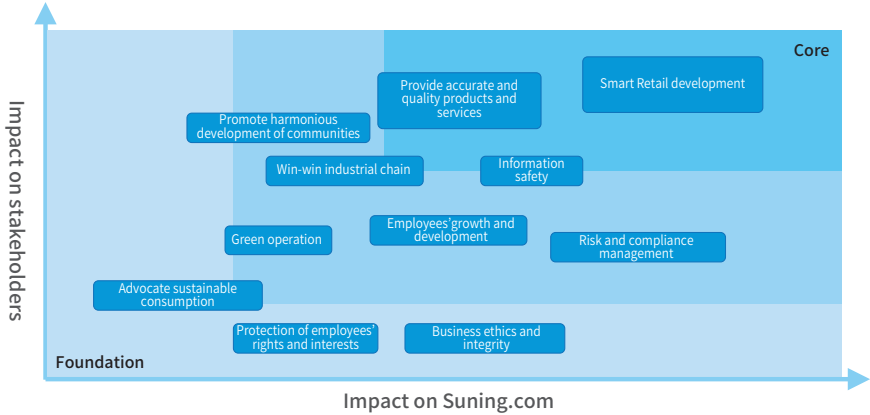 Core
Smart Retail development
Provide accurate and
quality products and
services
Promote harmonious
development of communities
Win-win industrial chain
Information
safety
Employees'growth and
development
Green operation
Risk and compliance
management
Advocate sustainable
consumption
Protection of employees'
rights and interests
Business ethics and
integrity
Foundation
Impact on stakeholders
Impact on Suning.com